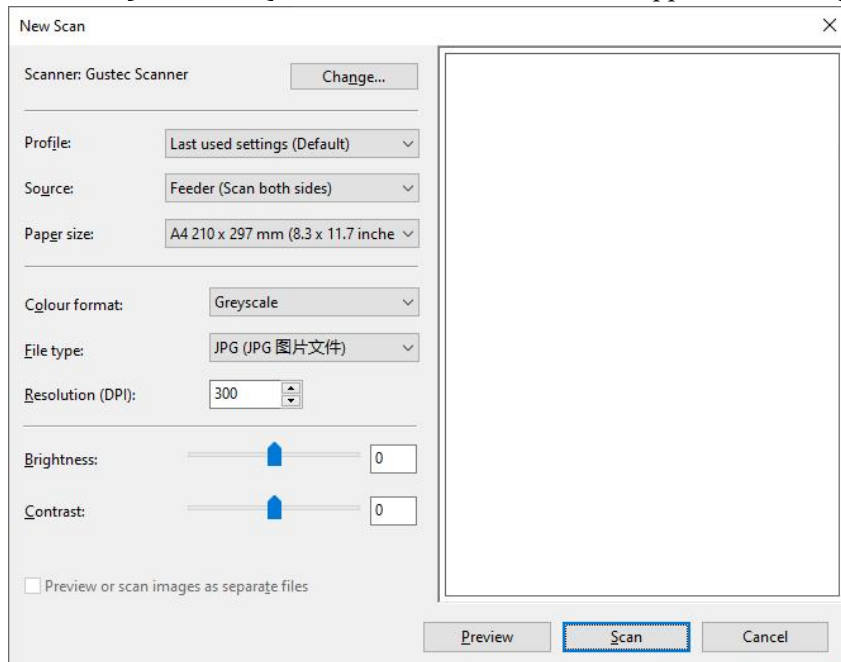 New Scan
Scanner: Gustec Scanner
Change...
Profile:
Last used settings (Default)
Source:
Feeder (Scan both sides)
Paper size:
A4 210 x 297 mm (8.3 x 11.7 inche
Colour format:
Greyscale
File type:
JPG (JPG 图片文件)
Resolution (DPI):
300
Brightness:
0
Contrast:
0
Preview or scan images as separate files
Preview
Scan
Cancel